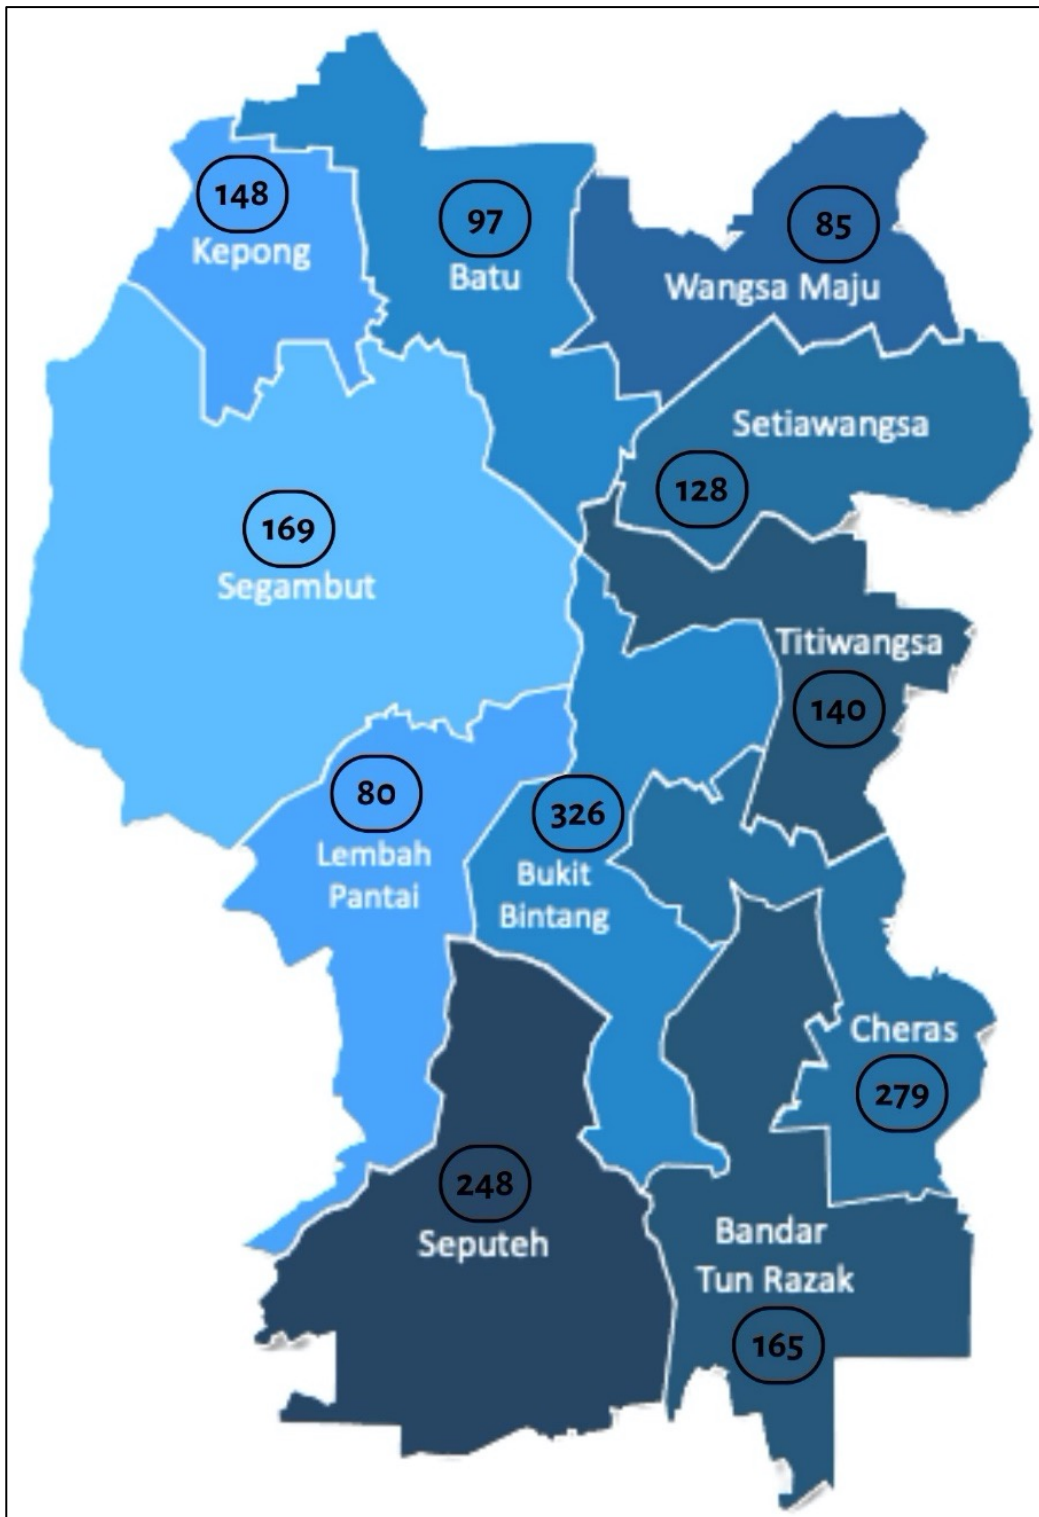 148
Kepong
97
Batu
85
Wangsa Maju
Setiawangsa
128
169
Segambut
Titiwangsa
140
80
Lembah
Pantai
326
Bukit
Bintang
Cheras
279
248
Seputeh
Bandar
Tun Razak
165